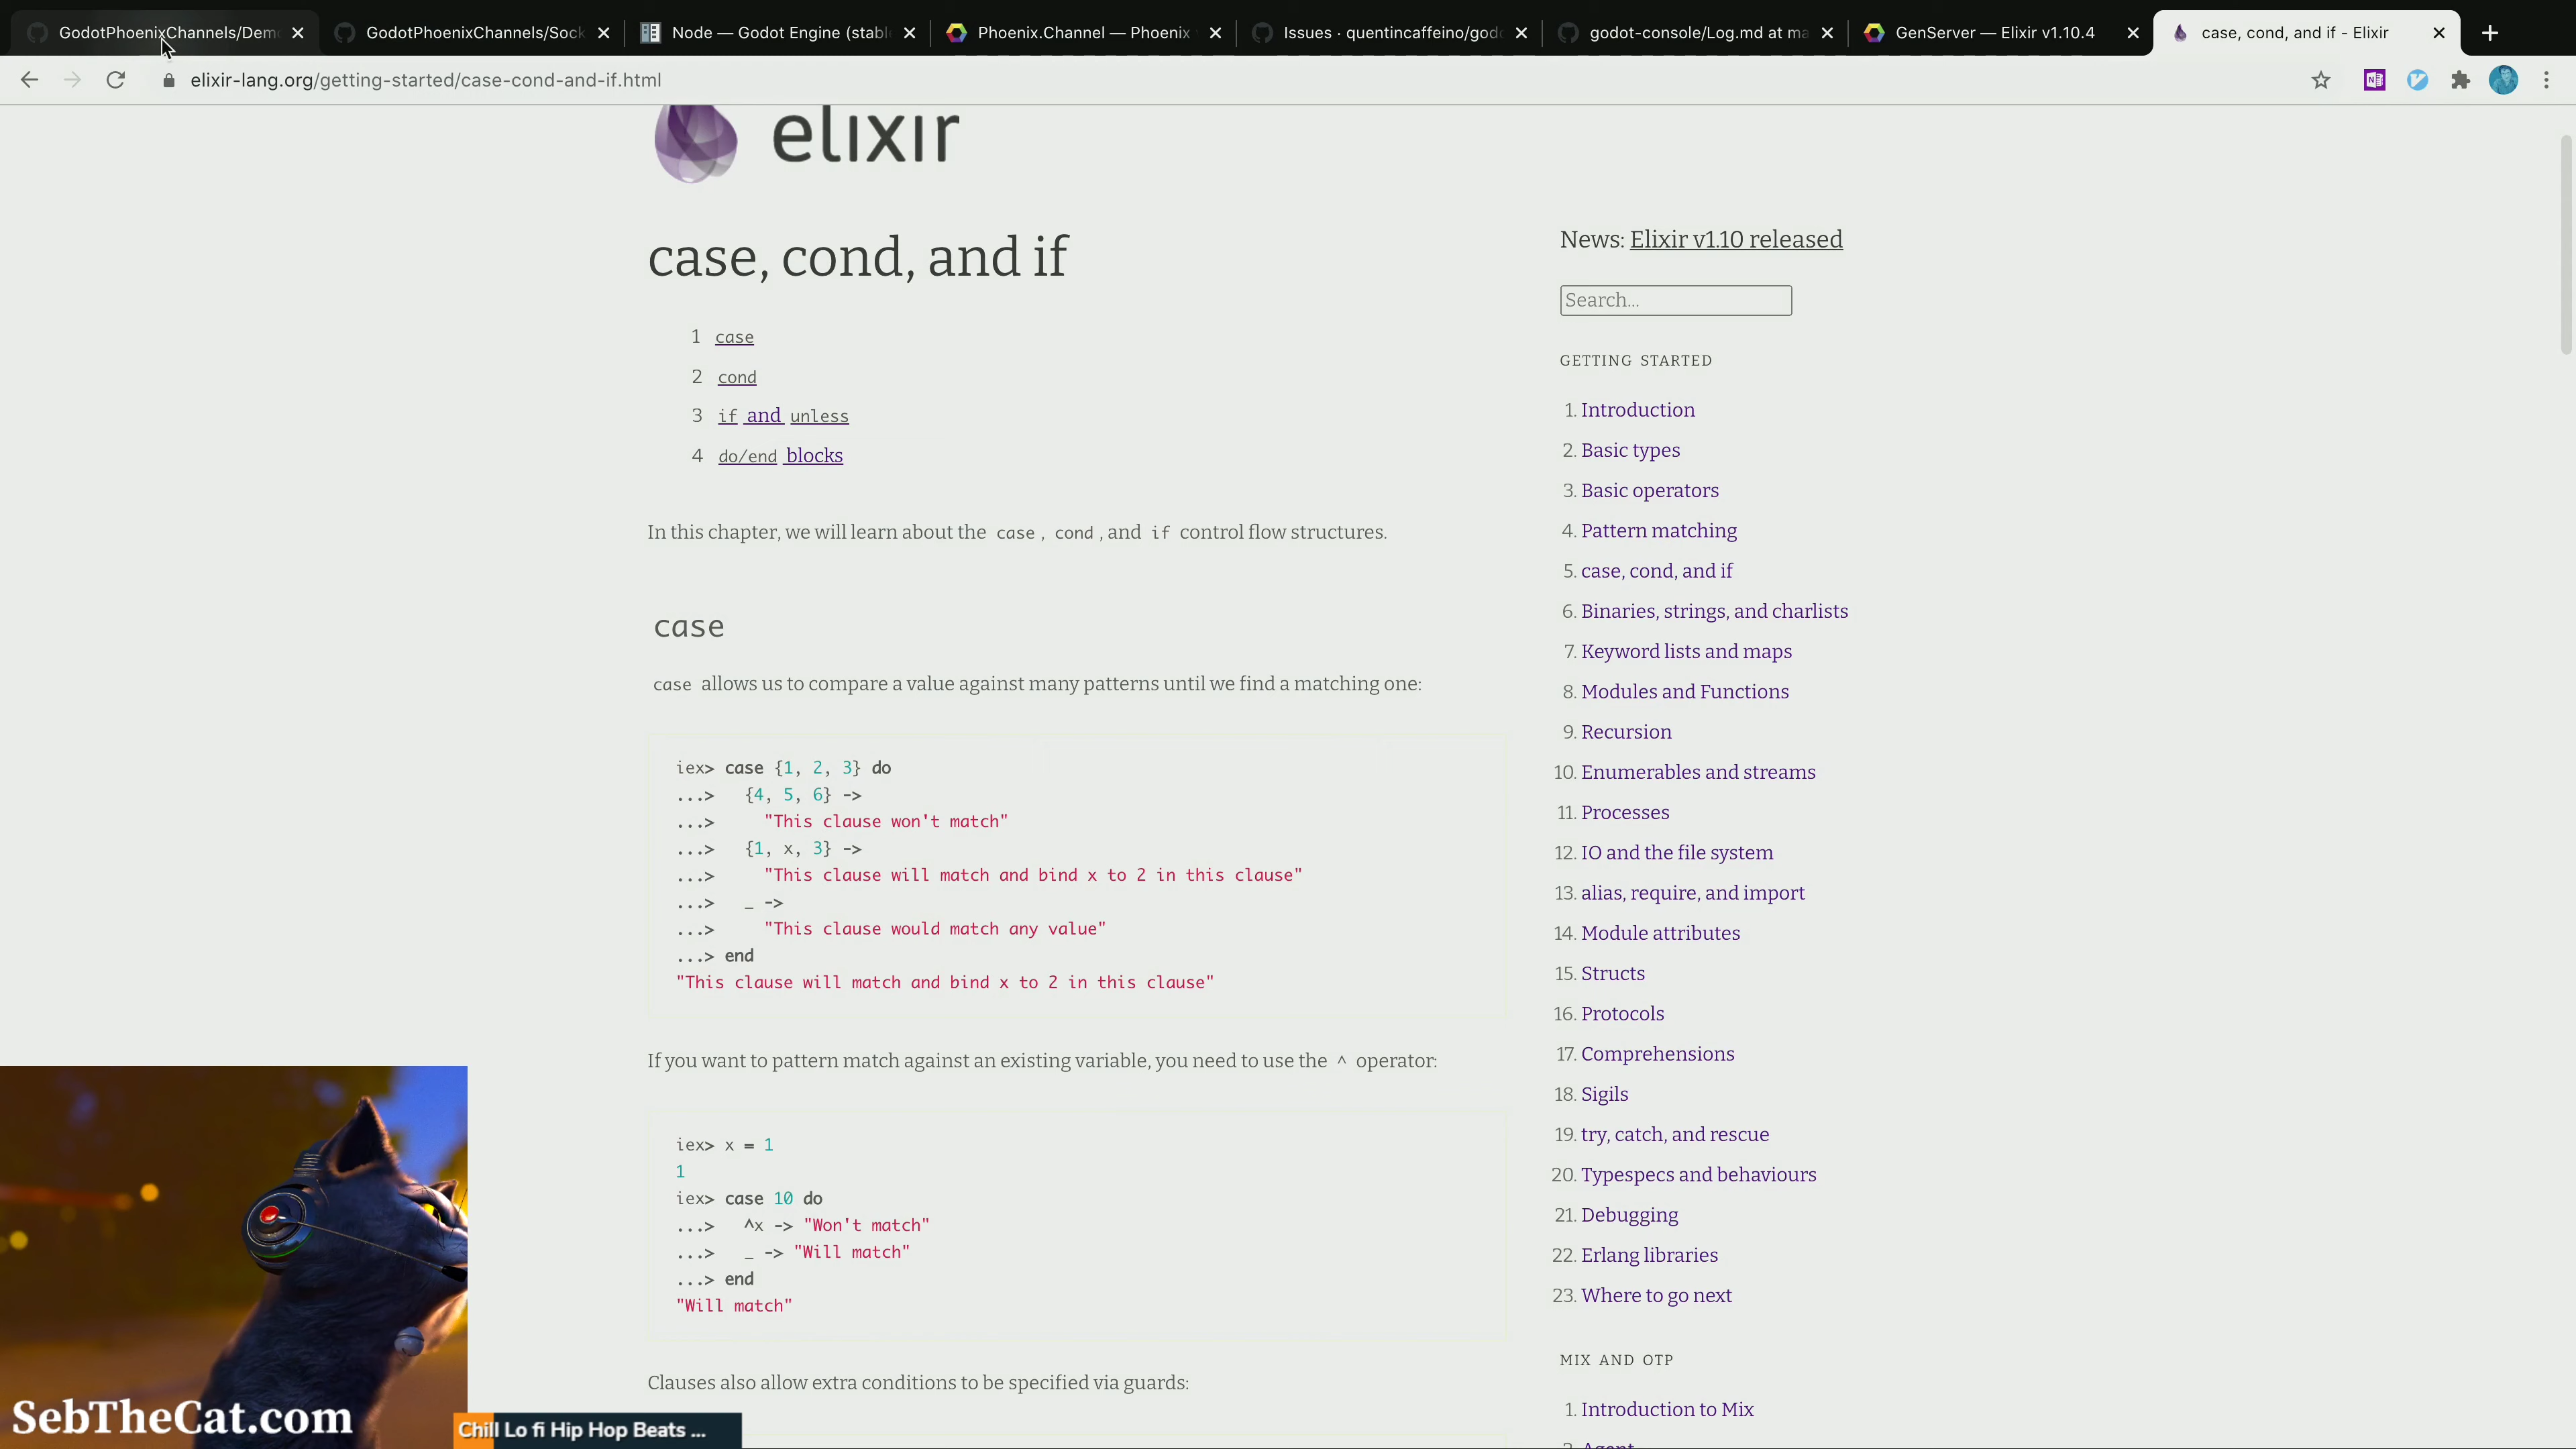 GodotPhoenixChannels/Dem
GodotPhoenixChannels/Sock
Node — Godot Engine (stabl
Phoenix.Channel — Phoenix
Issues · quentincaffeino/god
godot-console/Log.md at ma
GenServer — Elixir v1.10.4
case, cond, and if - Elixir
elixir-lang.org/getting-started/case-cond-and-if.html
elixir
case, cond, and if
1 case
2 cond
3 if and unless
4 do/end blocks
In this chapter, we will learn about the case, cond, and if control flow structures.
case
case allows us to compare a value against many patterns until we find a matching one:
iex> case {1, 2, 3} do
...>   {4, 5, 6} ->
...>     "This clause won't match"
...>   {1, x, 3} ->
...>     "This clause will match and bind x to 2 in this clause"
...>   _ ->
...>     "This clause would match any value"
...> end
"This clause will match and bind x to 2 in this clause"
If you want to pattern match against an existing variable, you need to use the ^ operator:
iex> x = 1
1
iex> case 10 do
...>   ^x -> "Won't match"
...>   _ -> "Will match"
...> end
"Will match"
Clauses also allow extra conditions to be specified via guards:
News: Elixir v1.10 released
Search...
GETTING STARTED
1. Introduction
2. Basic types
3. Basic operators
4. Pattern matching
5. case, cond, and if
6. Binaries, strings, and charlists
7. Keyword lists and maps
8. Modules and Functions
9. Recursion
10. Enumerables and streams
11. Processes
12. IO and the file system
13. alias, require, and import
14. Module attributes
15. Structs
16. Protocols
17. Comprehensions
18. Sigils
19. try, catch, and rescue
20. Typespecs and behaviours
21. Debugging
22. Erlang libraries
23. Where to go next
MIX AND OTP
1. Introduction to Mix
2. Agent
SebTheCat.com
Chill Lo fi Hip Hop Beats ...